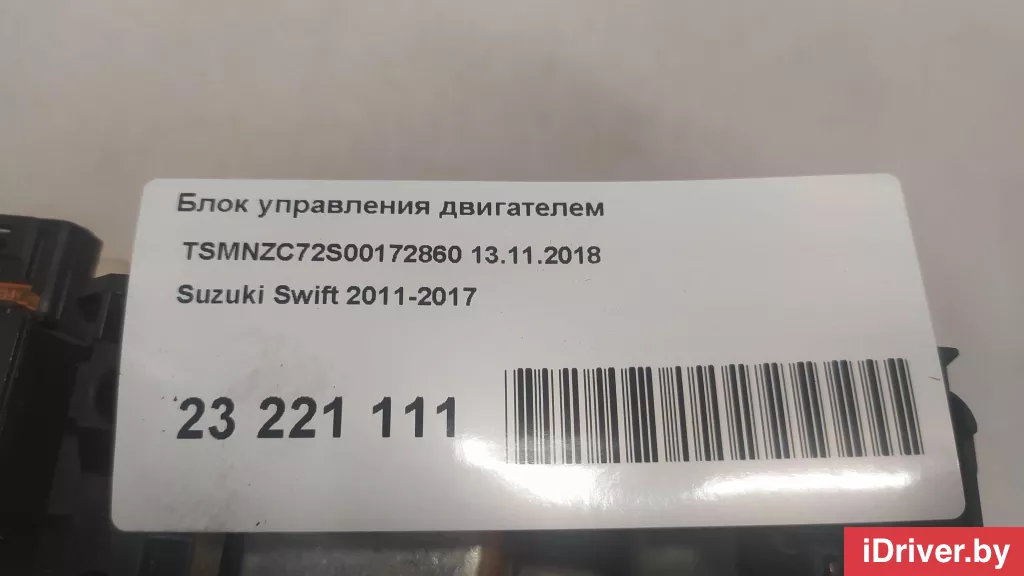 Блок управления двигателем
TSMNZC72S00172860 13.11.2018
Suzuki Swift 2011-2017
23 221 111
iDriver.by